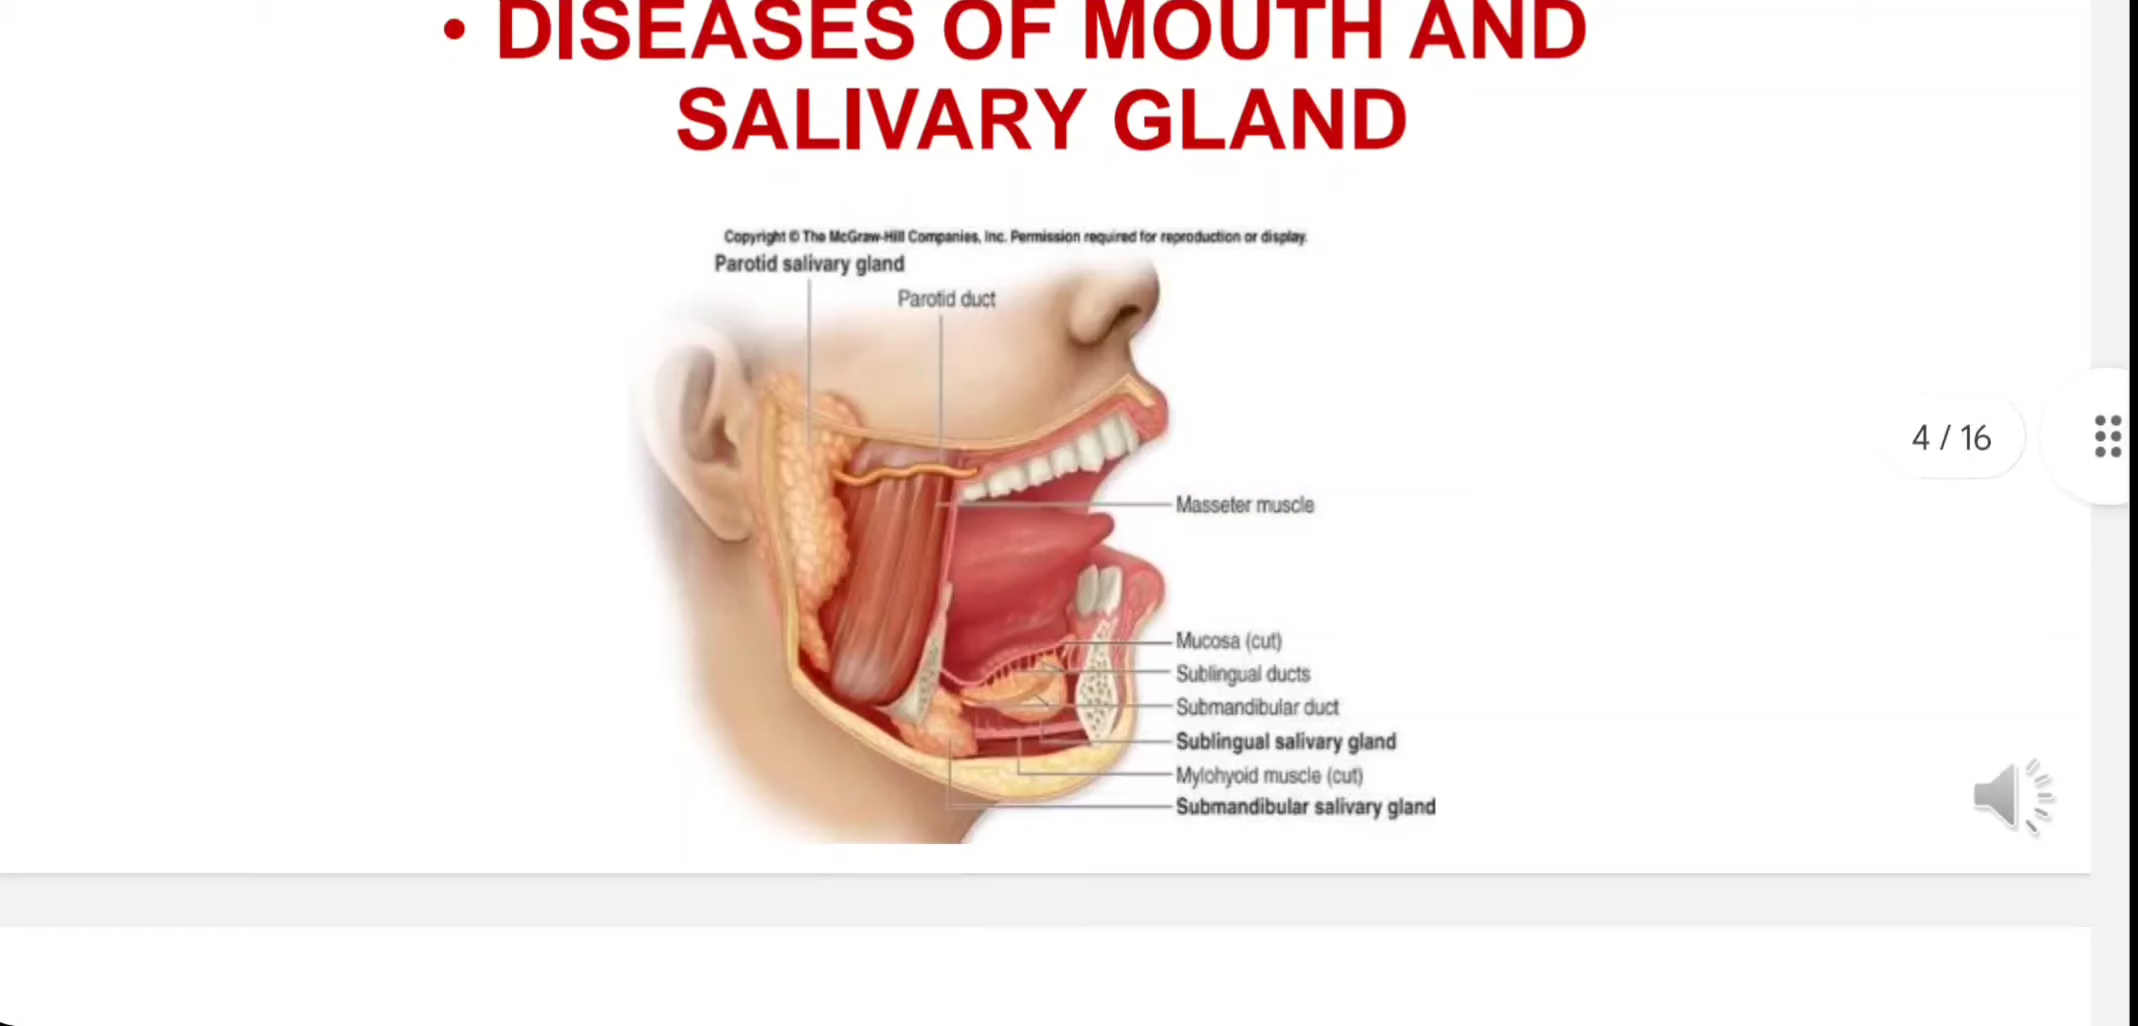 • DISEASES OF MOUTH AND
SALIVARY GLAND
Copyright © The McGraw-Hill Companies, Inc. Permission required for reproduction or display.
Parotid salivary gland
Parotid duct
4 / 16
Masseter muscle
Mucosa (cut)
Sublingual ducts
Submandibular duct
Sublingual salivary gland
Mylohyoid muscle (cut)
Submandibular salivary gland